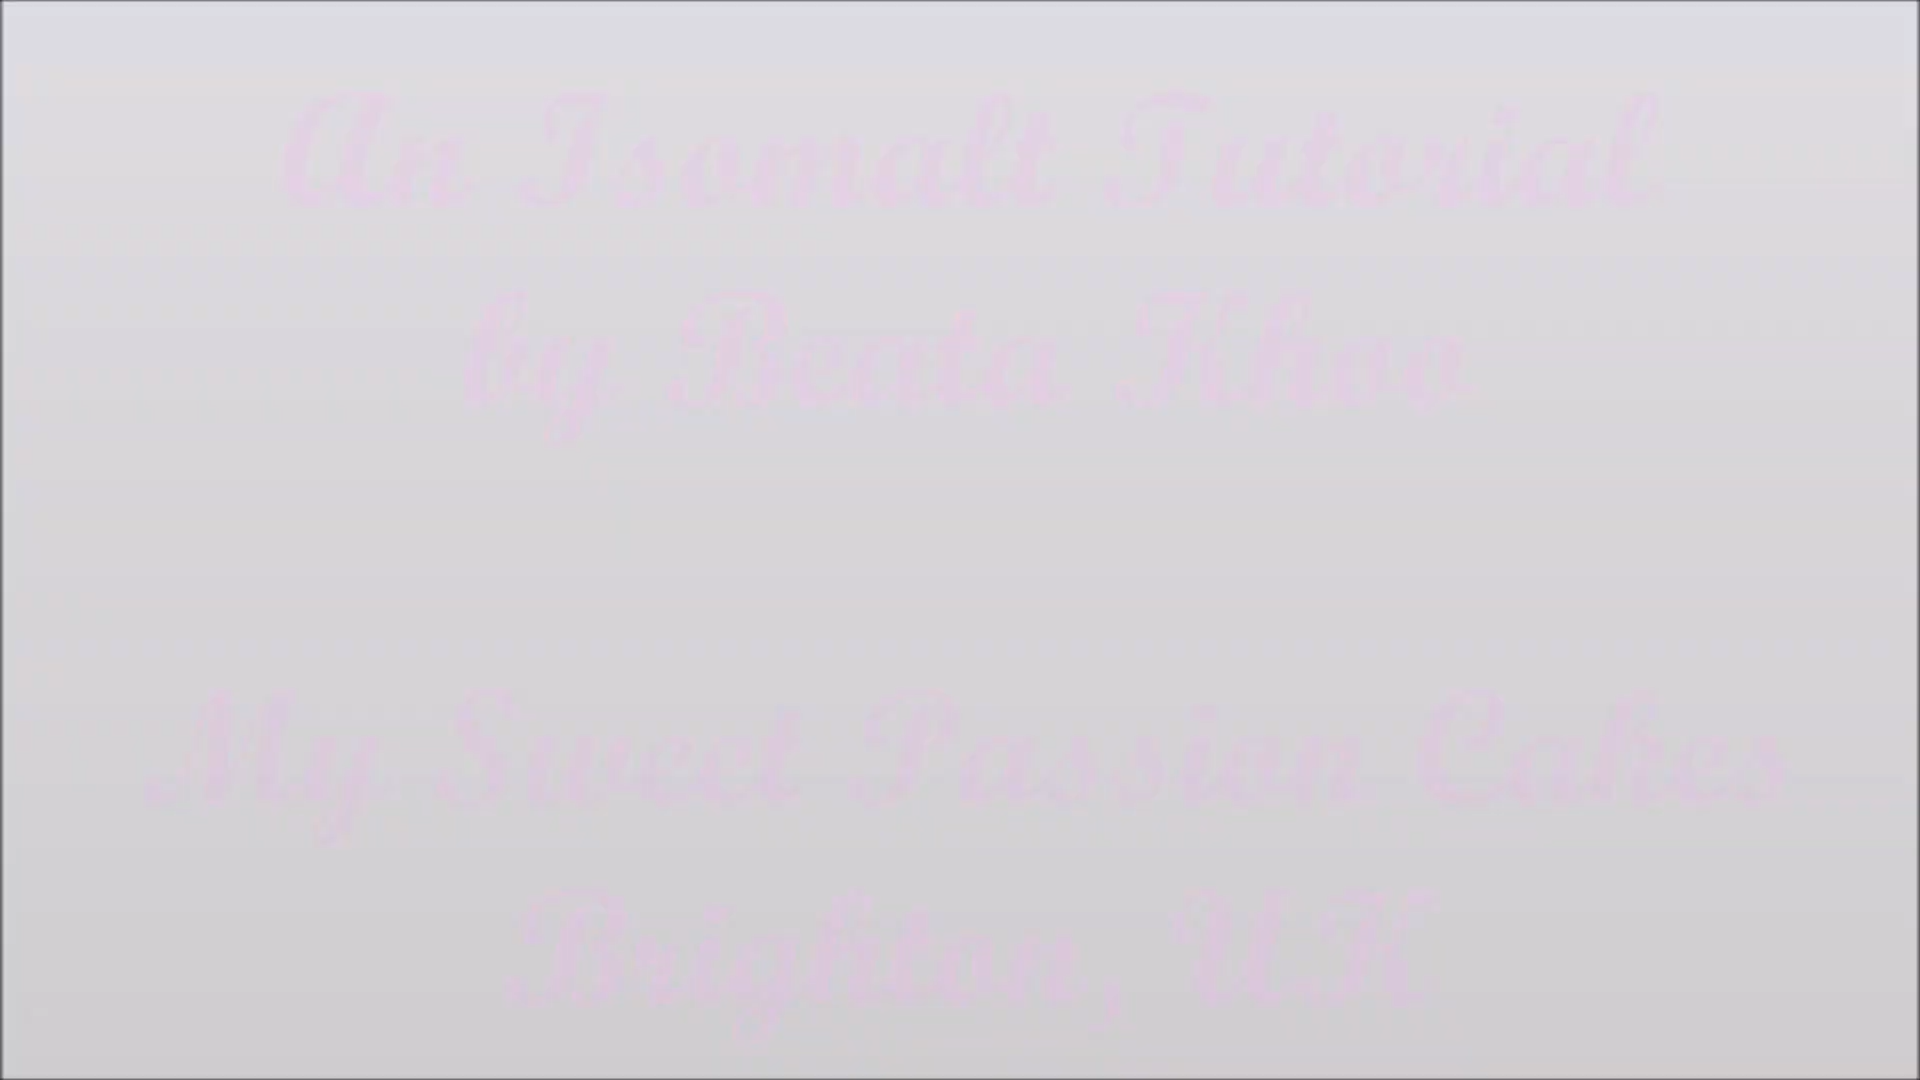 An Isomalt Tutorial
by Beata Khoo
My Sweet Passion Cakes
Brighton, UK